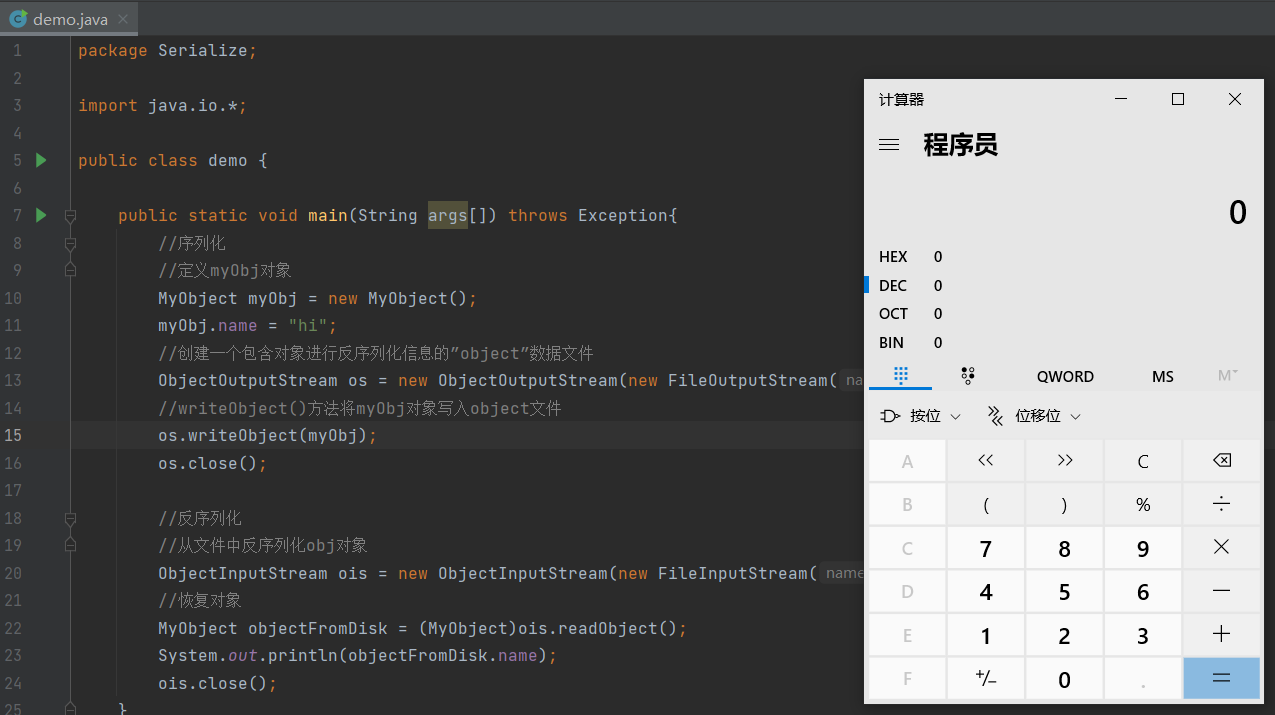 demo.java
1 package Serialize;
2
3 import java.io.*;
4
5 public class demo {
6
7 public static void main(String args[]) throws Exception{
8 //序列化
9 //定义myObj对象
10 MyObject myObj = new MyObject();
11 myObj.name = "hi";
12 //创建一个包含对象进行反序列化信息的”object”数据文件
13 ObjectOutputStream os = new ObjectOutputStream(new FileOutputStream( na
14 //writeObject()方法将myObj对象写入object文件
15 os.writeObject(myObj);
16 os.close();
17
18 //反序列化
19 //从文件中反序列化obj对象
20 ObjectInputStream ois = new ObjectInputStream(new FileInputStream( name
21 //恢复对象
22 MyObject objectFromDisk = (MyObject)ois.readObject();
23 System.out.println(objectFromDisk.name);
24 ois.close();
25 }
计算器
程序员
0
HEX 0
DEC 0
OCT 0
BIN 0
QWORD MS M
按位 位移位
A << >> C
B ( ) % ÷
C 7 8 9 ×
D 4 5 6 −
E 1 2 3 +
F +/− 0 . =